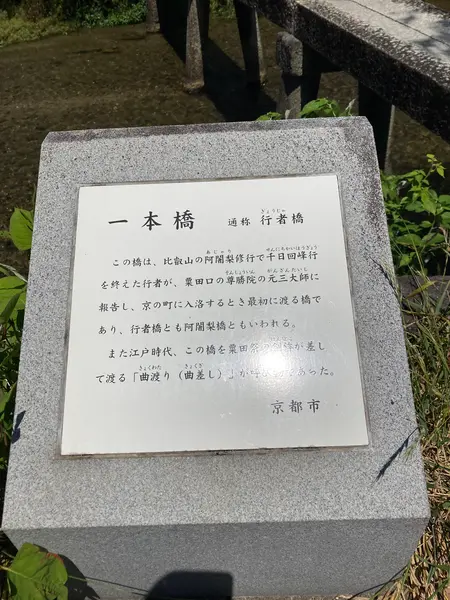 一本橋 通称 行者橋
この橋は、比叡山の阿闍梨修行で千日回峰行
を終えた行者が、粟田口の尊勝院の元三大師に
報告し、京の町に入洛するとき最初に渡る橋で
あり、行者橋とも阿闍梨橋ともいわれる。
また江戸時代、この橋を粟田祭の剣鉾が差し
て渡る「曲渡り（曲差し）」が あった。
京都市